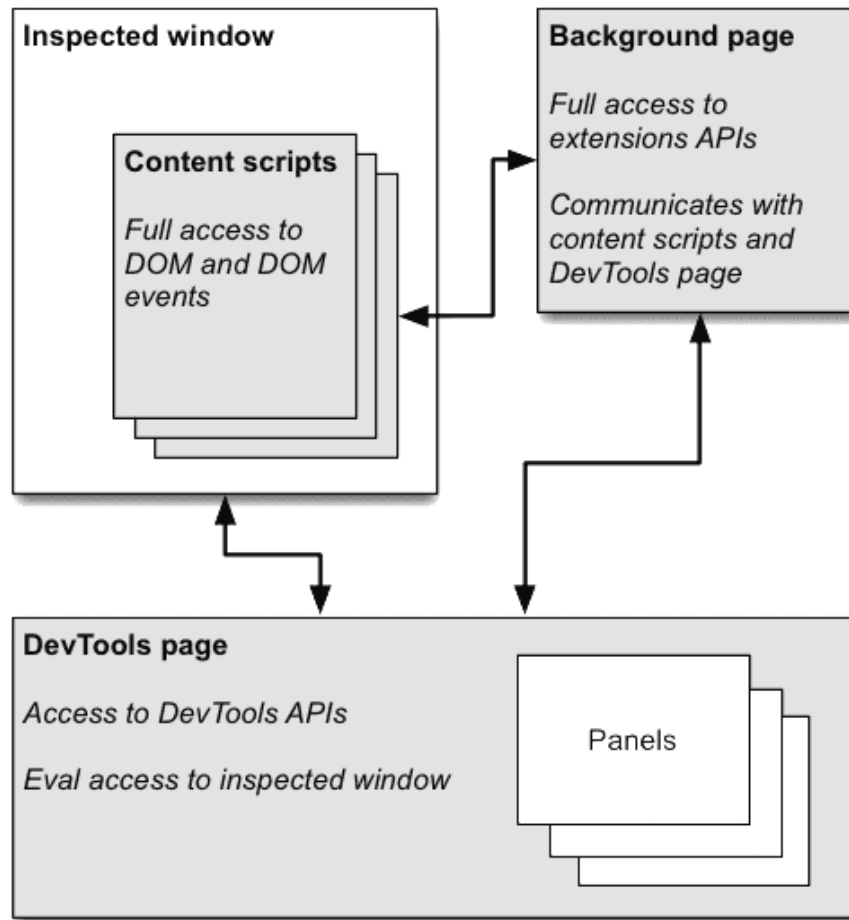 Inspected window
Content scripts
Full access to
DOM and DOM
events
Background page
Full access to
extensions APIs
Communicates with
content scripts and
DevTools page
DevTools page
Access to DevTools APIs
Eval access to inspected window
Panels